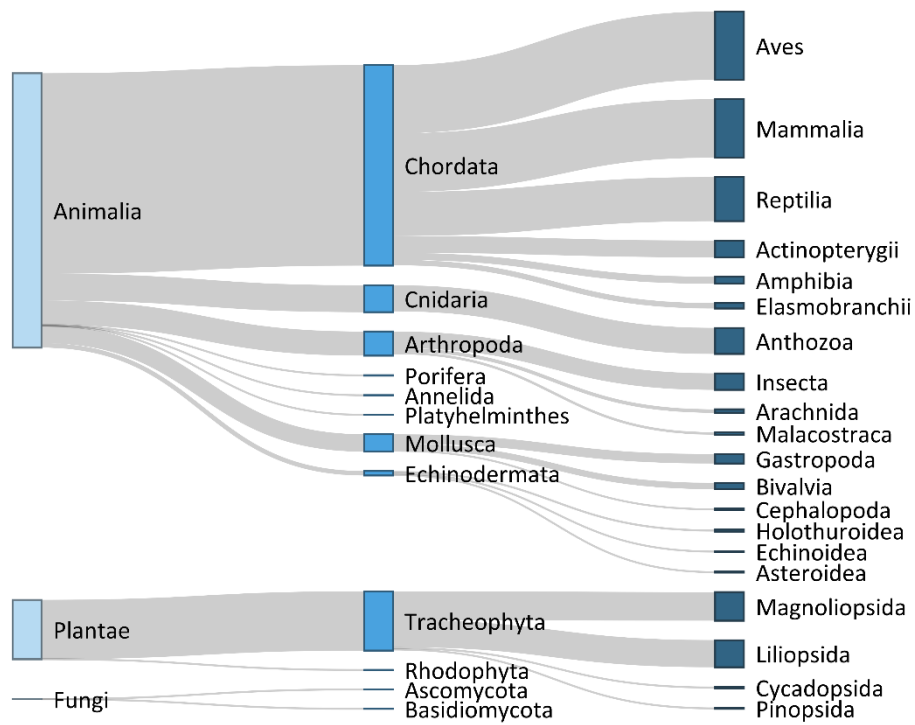 Animalia
Plantae
Fungi
Chordata
Cnidaria
Arthropoda
Porifera
Annelida
Platyhelminthes
Mollusca
Echinodermata
Tracheophyta
Rhodophyta
Ascomycota
Basidiomycota
Aves
Mammalia
Reptilia
Actinopterygii
Amphibia
Elasmobranchii
Anthozoa
Insecta
Arachnida
Malacostraca
Gastropoda
Bivalvia
Cephalopoda
Holothuroidea
Echinoidea
Asteroidea
Magnoliopsida
Liliopsida
Cycadopsida
Pinopsida